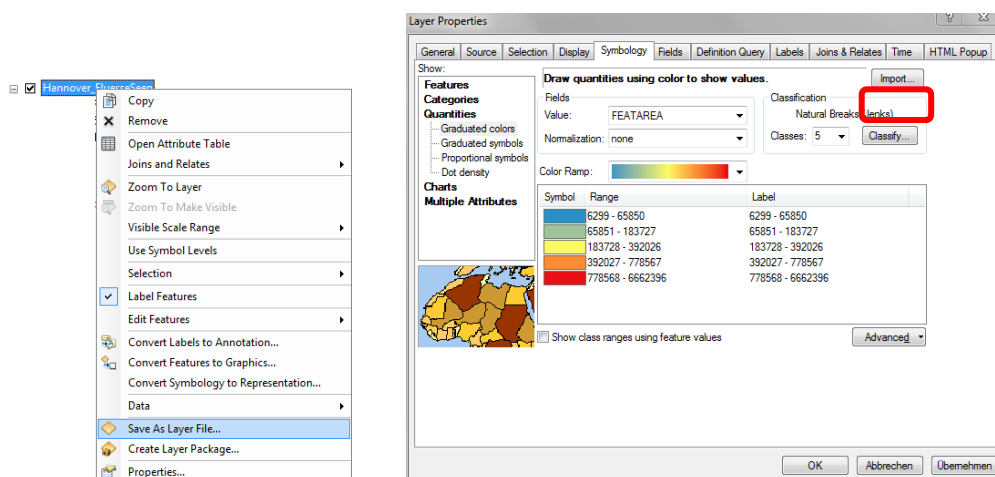 Hannover_FluesseSeen
Copy
Remove
Open Attribute Table
Joins and Relates
Zoom To Layer
Zoom To Make Visible
Visible Scale Range
Use Symbol Levels
Selection
Label Features
Edit Features
Convert Labels to Annotation...
Convert Features to Graphics...
Convert Symbology to Representation...
Data
Save As Layer File...
Create Layer Package...
Properties...
Layer Properties
General Source Selection Display Symbology Fields Definition Query Labels Joins & Relates Time HTML Popup
Show:
Features
Categories
Quantities
Graduated colors
Graduated symbols
Proportional symbols
Dot density
Charts
Multiple Attributes
Draw quantities using color to show values.
Import...
Fields
Value: FEATAREA
Normalization: none
Classification
Natural Breaks (Jenks)
Classes: 5 Classify...
Color Ramp:
Symbol Range Label
6299 - 65850 6299 - 65850
65851 - 183727 65851 - 183727
183728 - 392026 183728 - 392026
392027 - 778567 392027 - 778567
778568 - 6662396 778568 - 6662396
Show class ranges using feature values
Advanced
OK Abbrechen Übernehmen